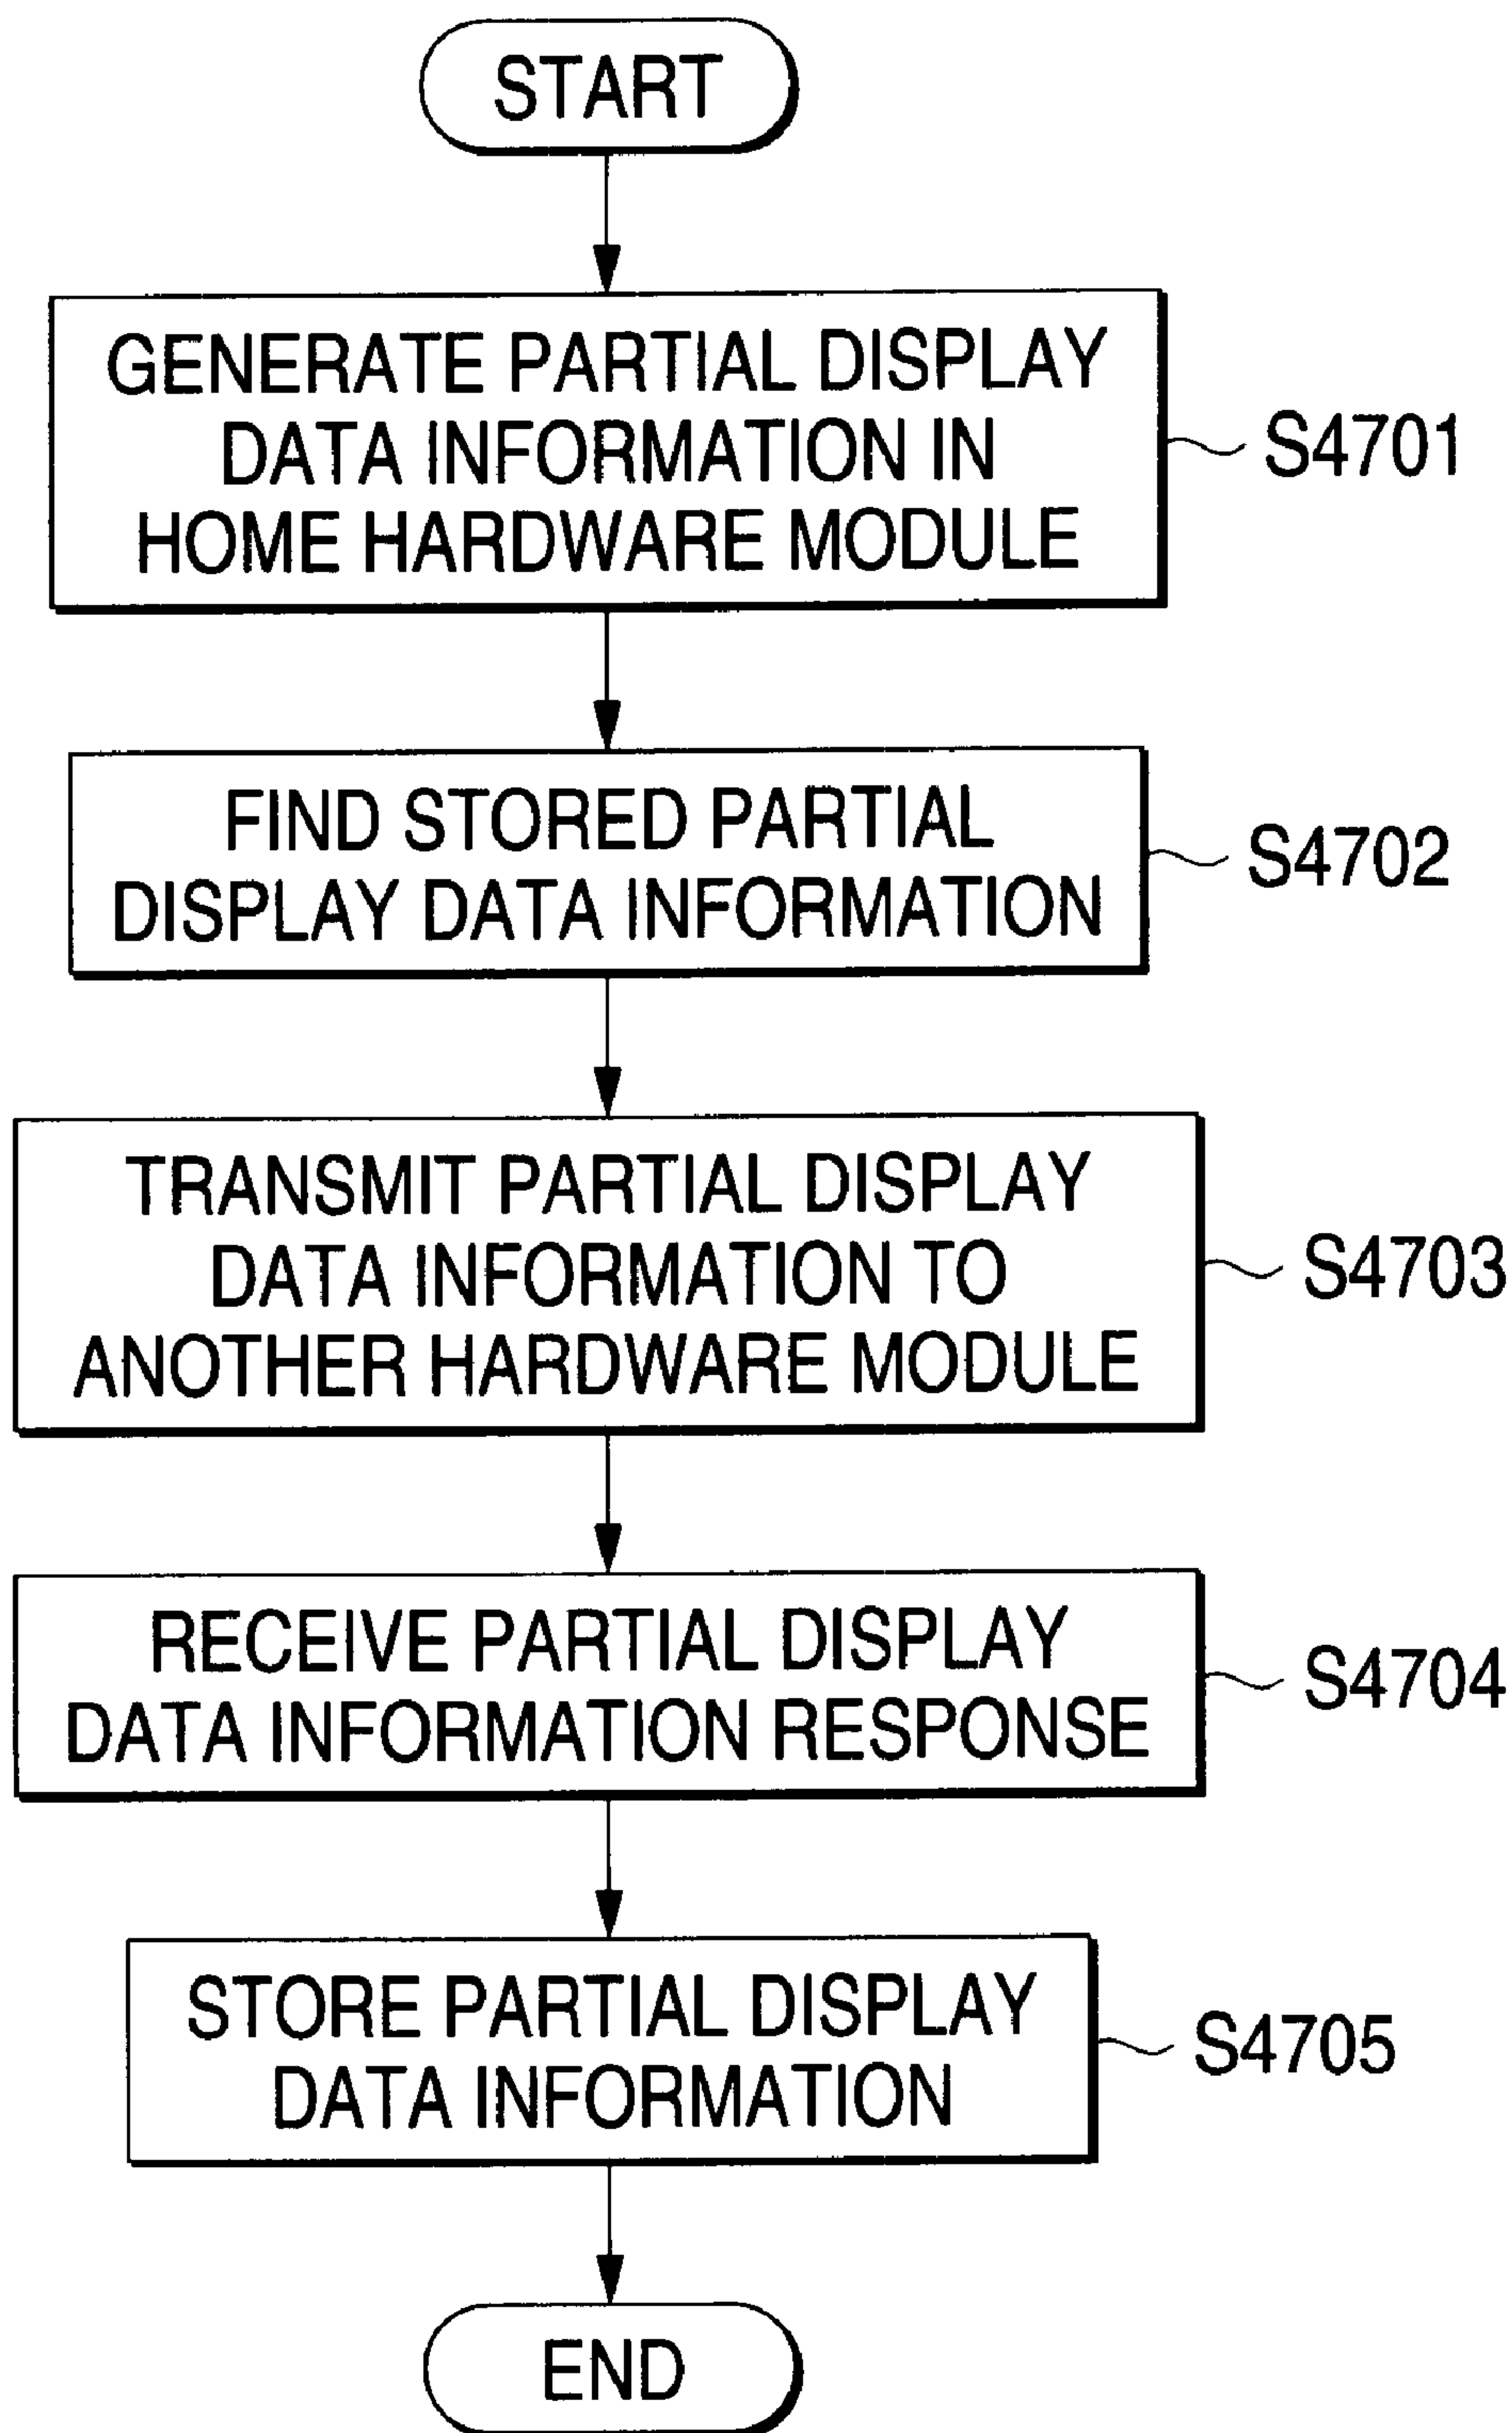 START
GENERATE PARTIAL DISPLAY
DATA INFORMATION IN
HOME HARDWARE MODULE
S4701
FIND STORED PARTIAL
DISPLAY DATA INFORMATION
S4702
TRANSMIT PARTIAL DISPLAY
DATA INFORMATION TO
ANOTHER HARDWARE MODULE
S4703
RECEIVE PARTIAL DISPLAY
DATA INFORMATION RESPONSE
S4704
STORE PARTIAL DISPLAY
DATA INFORMATION
S4705
END